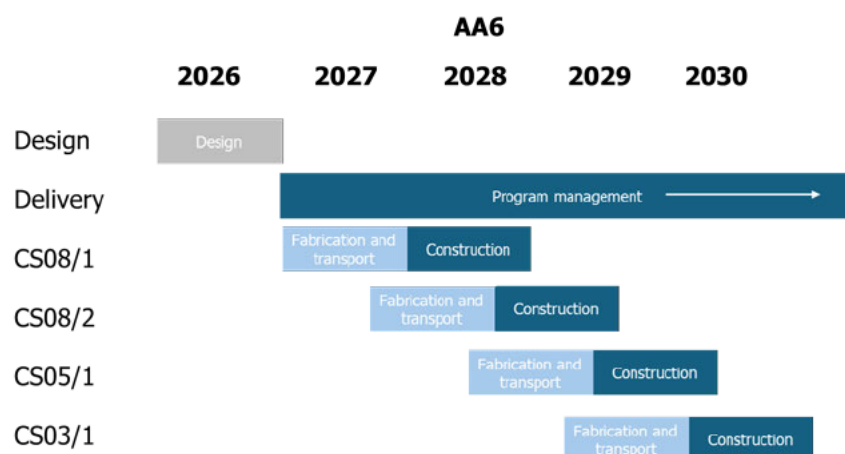 AA6
2026 2027 2028 2029 2030
Design
Design
Delivery
Program management
CS08/1
Fabrication and
transport
Construction
CS08/2
Fabrication and
transport
Construction
CS05/1
Fabrication and
transport
Construction
CS03/1
Fabrication and
transport
Construction